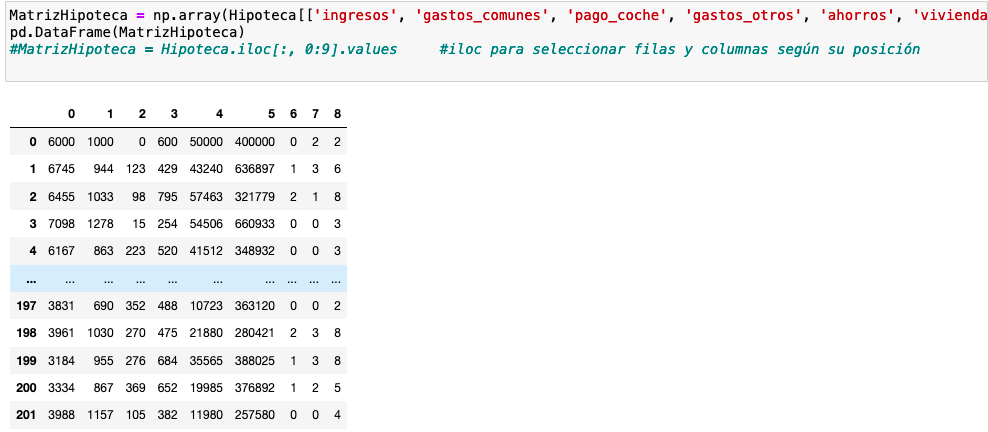 MatrizHipoteca = np.array(Hipoteca[['ingresos', 'gastos_comunes', 'pago_coche', 'gastos_otros', 'ahorros', 'vivienda
pd.DataFrame(MatrizHipoteca)
#MatrizHipoteca = Hipoteca.iloc[:, 0:9].values     #iloc para seleccionar filas y columnas según su posición
0 1 2 3 4 5 6 7 8
0 6000 1000 0 600 50000 400000 0 2 2
1 6745 944 123 429 43240 636897 1 3 6
2 6455 1033 98 795 57463 321779 2 1 8
3 7098 1278 15 254 54506 660933 0 0 3
4 6167 863 223 520 41512 348932 0 0 3
... ... ... ... ... ... ... ... ... ...
197 3831 690 352 488 10723 363120 0 0 2
198 3961 1030 270 475 21880 280421 2 3 8
199 3184 955 276 684 35565 388025 1 3 8
200 3334 867 369 652 19985 376892 1 2 5
201 3988 1157 105 382 11980 257580 0 0 4